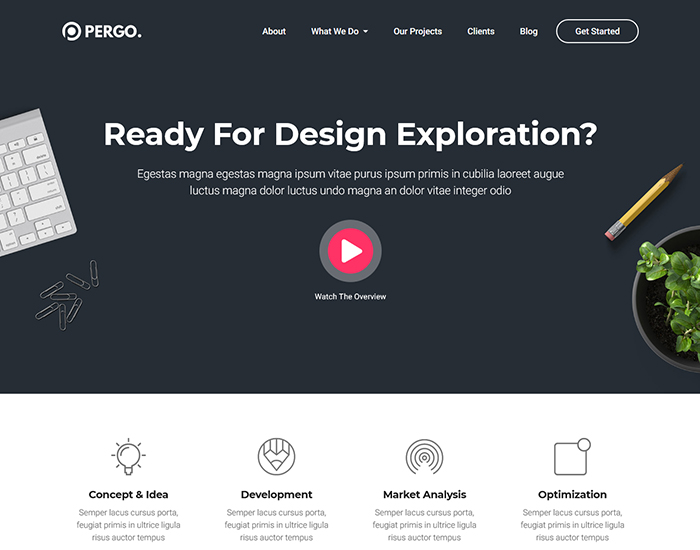 PERGO.
About
What We Do
Our Projects
Clients
Blog
Get Started
Ready For Design Exploration?
Egestas magna egestas magna ipsum vitae purus ipsum primis in cubilia laoreet augue
luctus magna dolor luctus undo magna an dolor vitae integer odio
Watch The Overview
Concept & Idea
Semper lacus cursus porta,
feugiat primis in ultrice ligula
risus auctor tempus
Development
Semper lacus cursus porta,
feugiat primis in ultrice ligula
risus auctor tempus
Market Analysis
Semper lacus cursus porta,
feugiat primis in ultrice ligula
risus auctor tempus
Optimization
Semper lacus cursus porta,
feugiat primis in ultrice ligula
risus auctor tempus